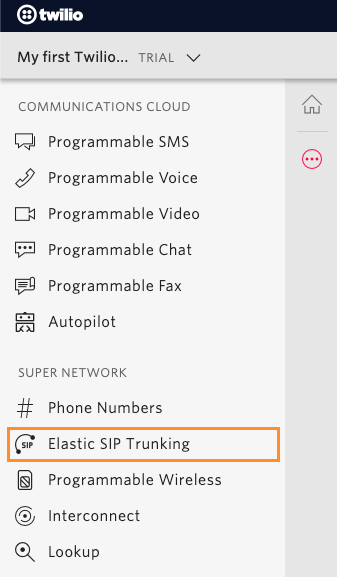 twilio
My first Twilio... TRIAL
COMMUNICATIONS CLOUD
Programmable SMS
Programmable Voice
Programmable Video
Programmable Chat
Programmable Fax
Autopilot
SUPER NETWORK
Phone Numbers
SIP Elastic SIP Trunking
Programmable Wireless
Interconnect
Lookup